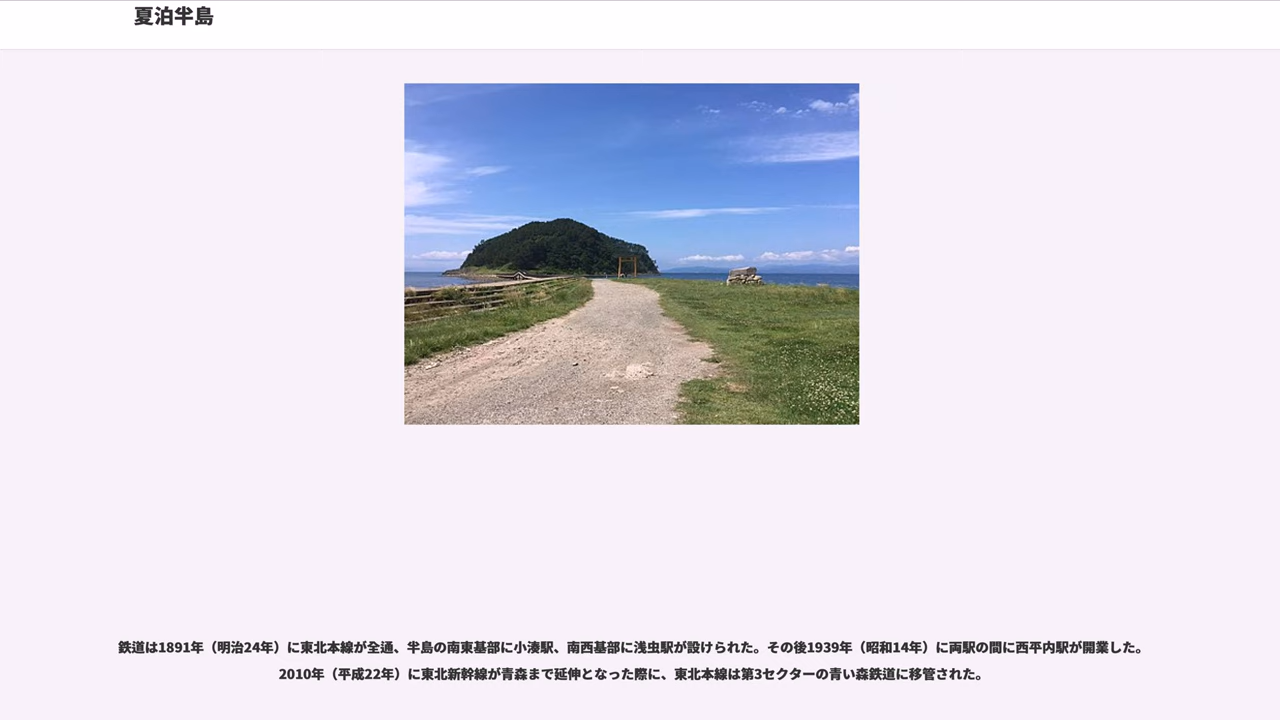 夏泊半島
鉄道は1891年（明治24年）に東北本線が全通、半島の南東基部に小湊駅、南西基部に浅虫駅が設けられた。その後1939年（昭和14年）に両駅の間に西平内駅が開業した。
2010年（平成22年）に東北新幹線が青森まで延伸となった際に、東北本線は第3セクターの青い森鉄道に移管された。